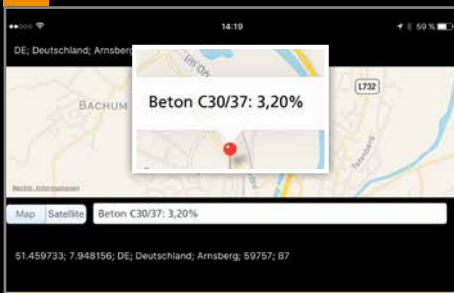 14:19
69 %
DE; Deutschland; Arnsberg
BACHUM
Beton C30/37: 3,20%
L732
Map Satellite Beton C30/37: 3,20%
51.459733; 7.948156; DE; Deutschland; Arnsberg; 59757; B7